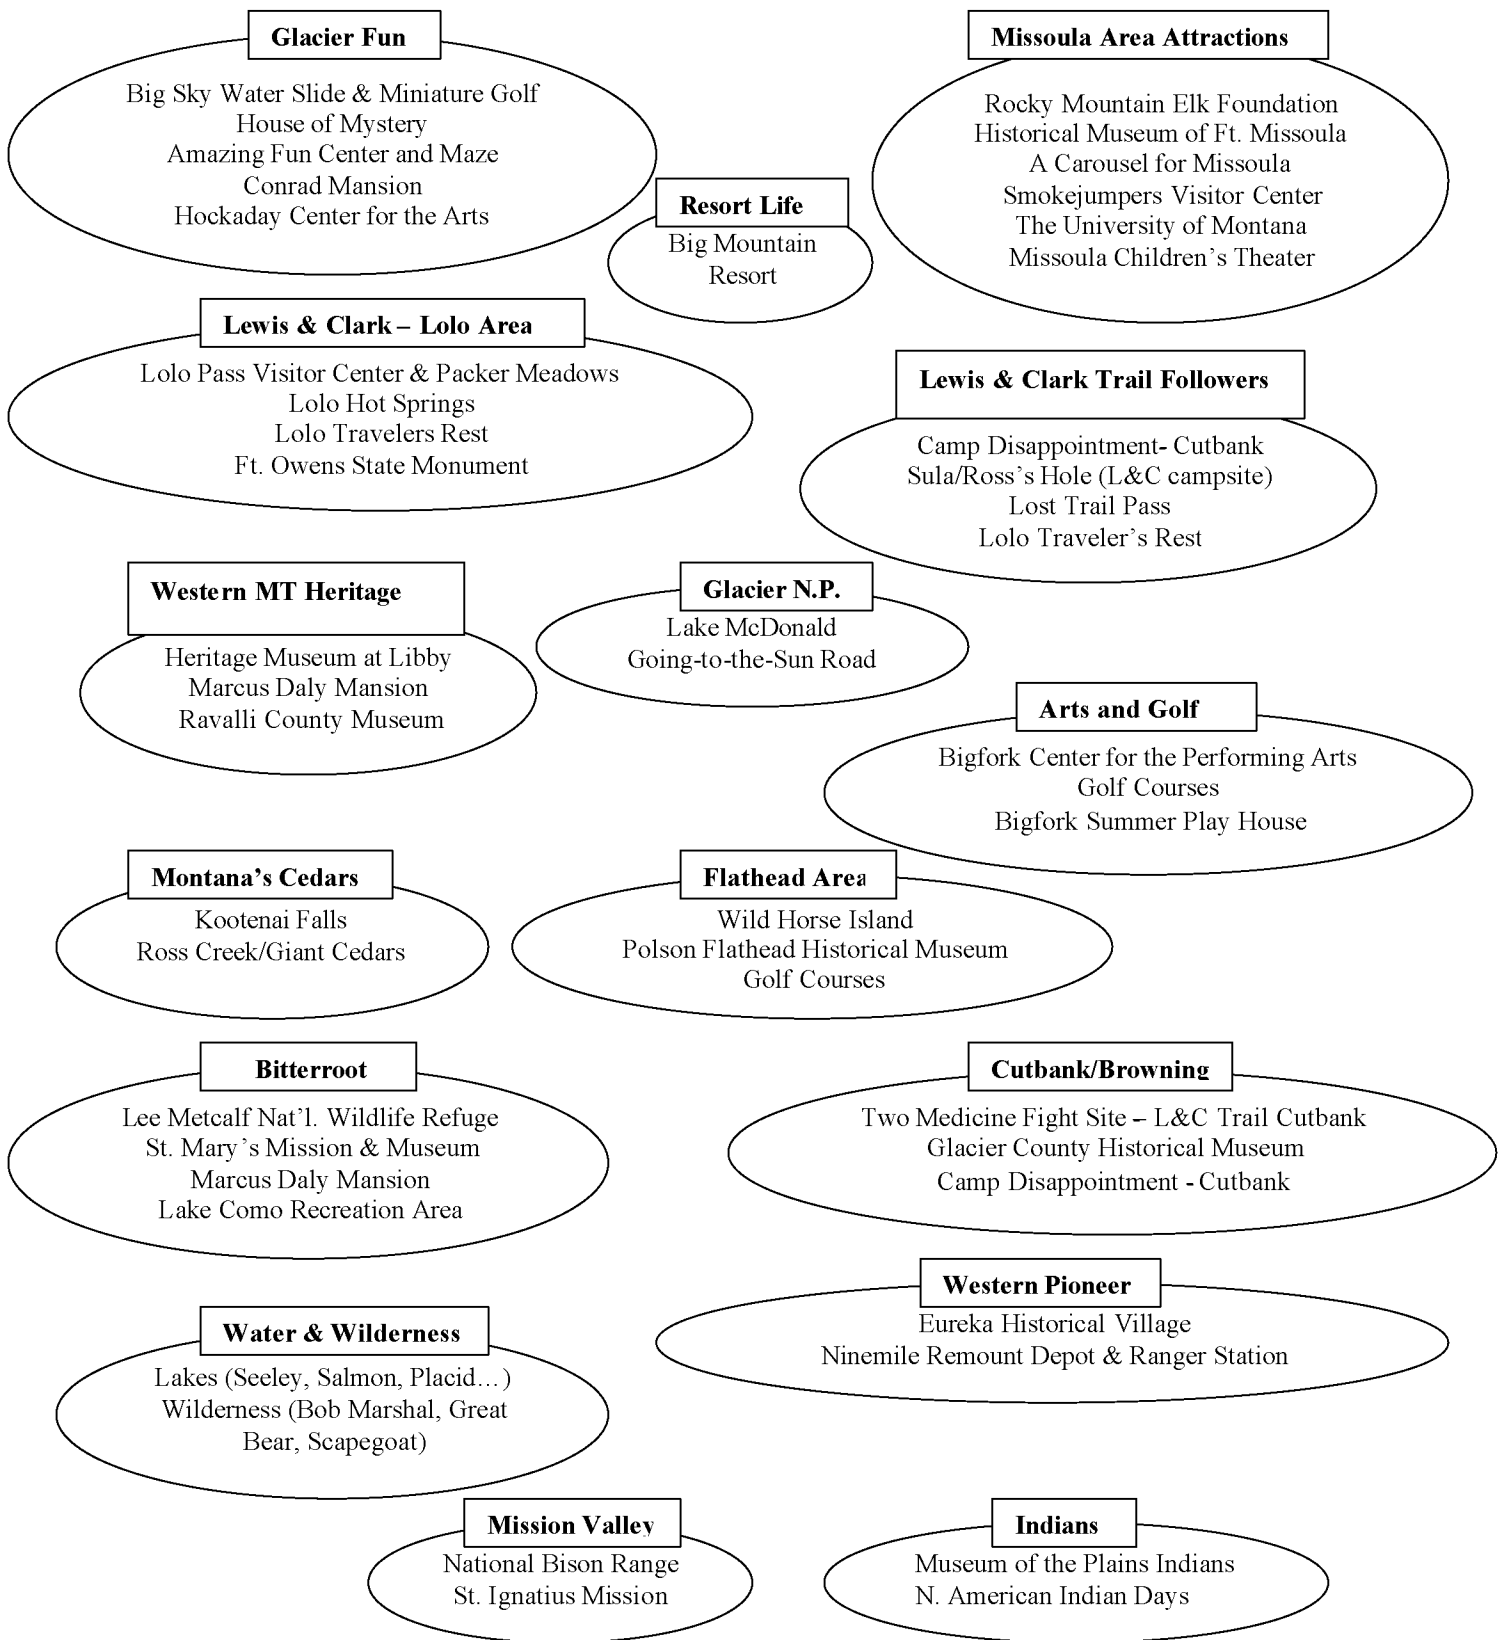 Glacier Fun
Big Sky Water Slide & Miniature Golf
House of Mystery
Amazing Fun Center and Maze
Conrad Mansion
Hockaday Center for the Arts
Missoula Area Attractions
Rocky Mountain Elk Foundation
Historical Museum of Ft. Missoula
A Carousel for Missoula
Smokejumpers Visitor Center
The University of Montana
Missoula Children's Theater
Resort Life
Big Mountain
Resort
Lewis & Clark – Lolo Area
Lolo Pass Visitor Center & Packer Meadows
Lolo Hot Springs
Lolo Travelers Rest
Ft. Owens State Monument
Lewis & Clark Trail Followers
Camp Disappointment- Cutbank
Sula/Ross's Hole (L&C campsite)
Lost Trail Pass
Lolo Traveler's Rest
Western MT Heritage
Heritage Museum at Libby
Marcus Daly Mansion
Ravalli County Museum
Glacier N.P.
Lake McDonald
Going-to-the-Sun Road
Arts and Golf
Bigfork Center for the Performing Arts
Golf Courses
Bigfork Summer Play House
Montana's Cedars
Kootenai Falls
Ross Creek/Giant Cedars
Flathead Area
Wild Horse Island
Polson Flathead Historical Museum
Golf Courses
Bitterroot
Lee Metcalf Nat'l. Wildlife Refuge
St. Mary's Mission & Museum
Marcus Daly Mansion
Lake Como Recreation Area
Cutbank/Browning
Two Medicine Fight Site – L&C Trail Cutbank
Glacier County Historical Museum
Camp Disappointment - Cutbank
Western Pioneer
Eureka Historical Village
Ninemile Remount Depot & Ranger Station
Water & Wilderness
Lakes (Seeley, Salmon, Placid…)
Wilderness (Bob Marshal, Great
Bear, Scapegoat)
Mission Valley
National Bison Range
St. Ignatius Mission
Indians
Museum of the Plains Indians
N. American Indian Days